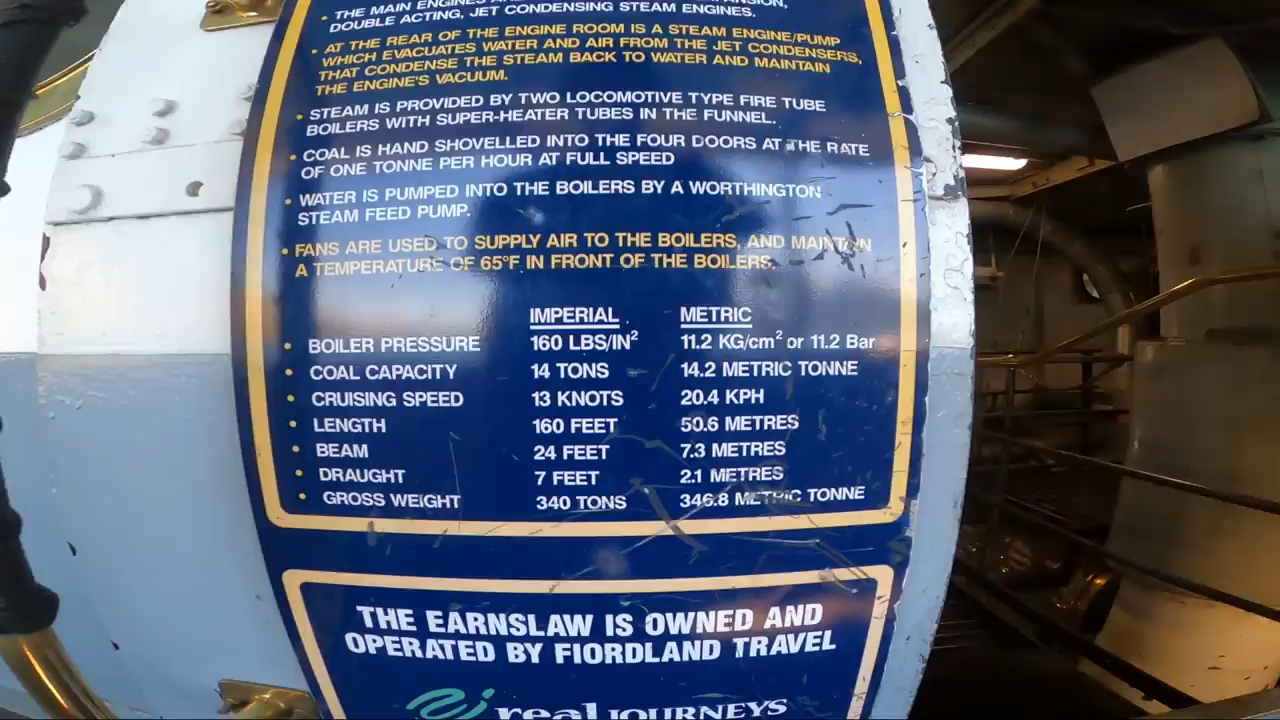 • THE MAIN ENGINES
DOUBLE ACTING, JET CONDENSING STEAM ENGINES.
• AT THE REAR OF THE ENGINE ROOM IS A STEAM ENGINE/PUMP
WHICH EVACUATES WATER AND AIR FROM THE JET CONDENSERS,
THAT CONDENSE THE STEAM BACK TO WATER AND MAINTAIN
THE ENGINE'S VACUUM.
• STEAM IS PROVIDED BY TWO LOCOMOTIVE TYPE FIRE TUBE
BOILERS WITH SUPER-HEATER TUBES IN THE FUNNEL.
• COAL IS HAND SHOVELLED INTO THE FOUR DOORS AT THE RATE
OF ONE TONNE PER HOUR AT FULL SPEED
• WATER IS PUMPED INTO THE BOILERS BY A WORTHINGTON
STEAM FEED PUMP.
• FANS ARE USED TO SUPPLY AIR TO THE BOILERS, AND MAINTAIN
A TEMPERATURE OF 65°F IN FRONT OF THE BOILERS.
IMPERIAL METRIC
• BOILER PRESSURE 160 LBS/IN² 11.2 KG/cm² or 11.2 Bar
• COAL CAPACITY 14 TONS 14.2 METRIC TONNE
• CRUISING SPEED 13 KNOTS 20.4 KPH
• LENGTH 160 FEET 50.6 METRES
• BEAM 24 FEET 7.3 METRES
• DRAUGHT 7 FEET 2.1 METRES
• GROSS WEIGHT 340 TONS 346.8 METRIC TONNE
THE EARNSLAW IS OWNED AND
OPERATED BY FIORDLAND TRAVEL
real JOURNEYS